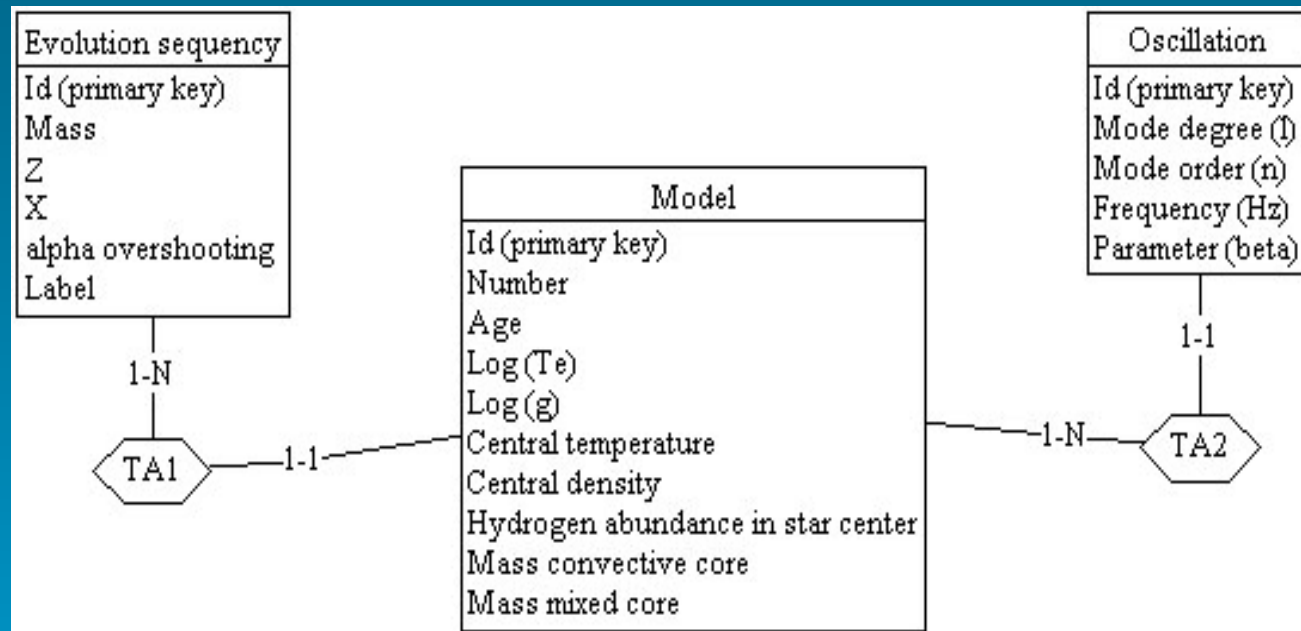 Evolution sequency
Id (primary key)
Mass
Z
X
alpha overshooting
Label
1-N
TA1
1-1
Model
Id (primary key)
Number
Age
Log (Te)
Log (g)
Central temperature
Central density
Hydrogen abundance in star center
Mass convective core
Mass mixed core
1-N
TA2
1-1
Oscillation
Id (primary key)
Mode degree (l)
Mode order (n)
Frequency (Hz)
Parameter (beta)